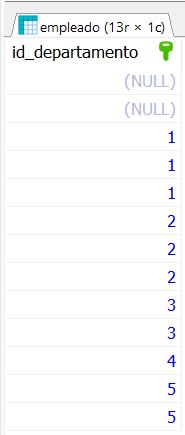 empleado (13r × 1c)
id_departamento
(NULL)
(NULL)
1
1
1
2
2
2
3
3
4
5
5